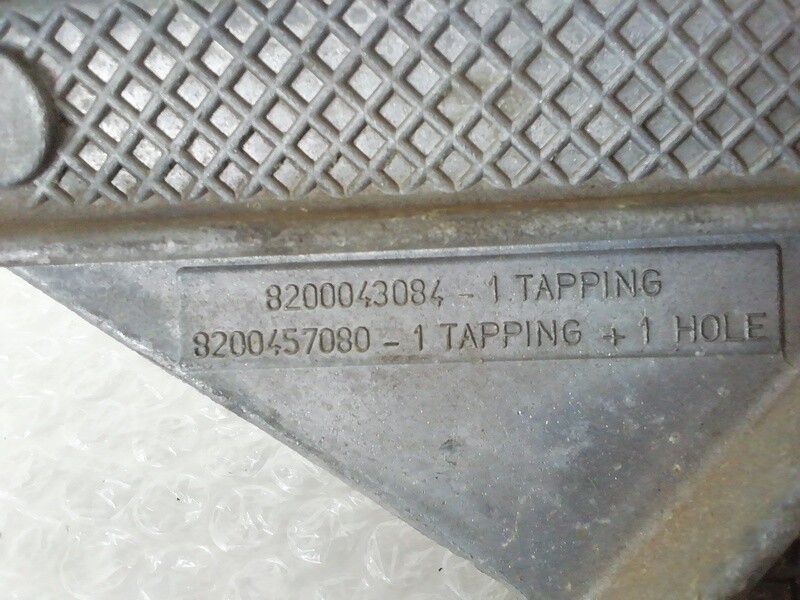 8200043084 - 1 TAPPING
8200457080 - 1 TAPPING + 1 HOLE